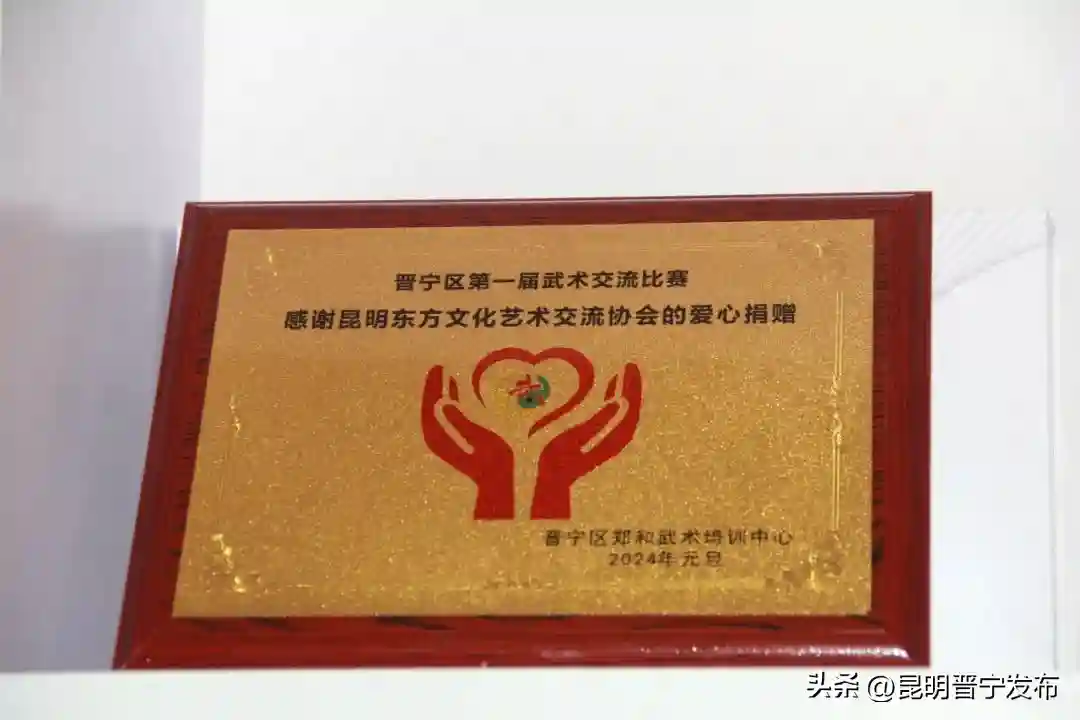 晋宁区第一届武术交流比赛
感谢昆明东方文化艺术交流协会的爱心捐赠
晋宁区郑和武术培训中心
2024年元旦
头条 @昆明晋宁发布